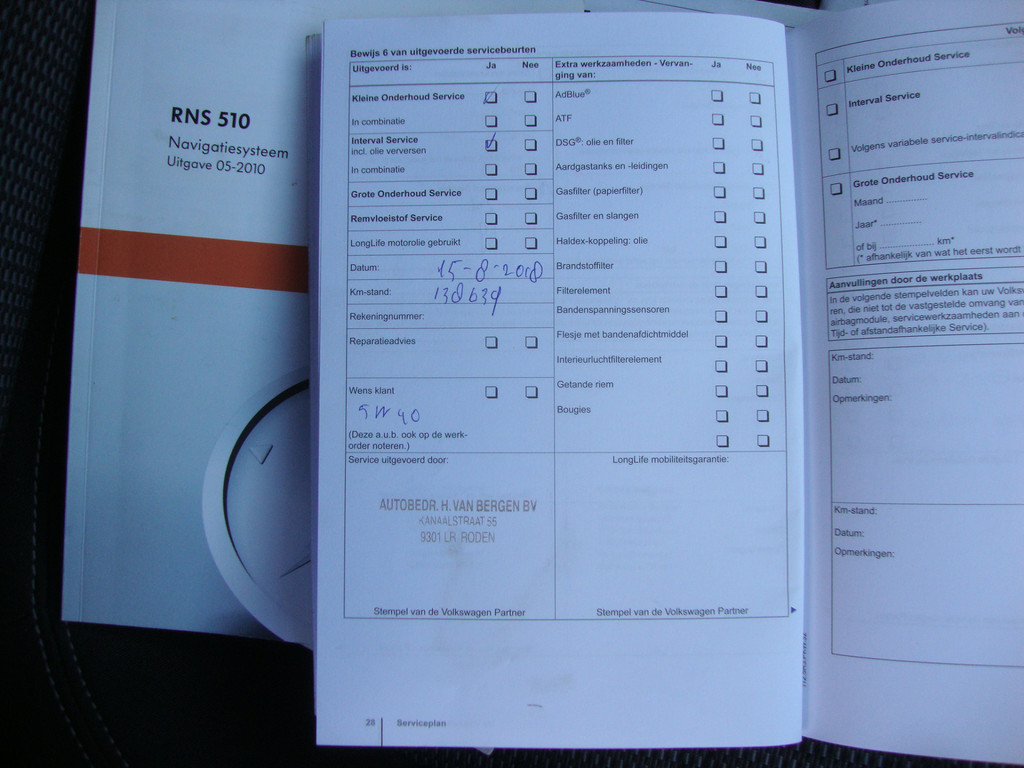 RNS 510
Navigatiesysteem
Uitgave 05-2010
Bewijs 6 van uitgevoerde servicebeurten
Uitgevoerd is: Ja Nee
Kleine Onderhoud Service
In combinatie
Interval Service
incl. olie verversen
In combinatie
Grote Onderhoud Service
Remvloeistof Service
LongLife motorolie gebruikt
Datum: 15-8-2018
Km-stand: 138639
Rekeningnummer:
Reparatieadvies
Wens klant
5W40
(Deze a.u.b. ook op de werk-
order noteren.)
Service uitgevoerd door:
AUTOBEDR. H. VAN BERGEN BV
KANAALSTRAAT 55
9301 LR RODEN
Stempel van de Volkswagen Partner
Extra werkzaamheden - Vervan- Ja Nee
ging van:
AdBlue®
ATF
DSG®: olie en filter
Aardgastanks en -leidingen
Gasfilter (papierfilter)
Gasfilter en slangen
Haldex-koppeling: olie
Brandstoffilter
Filterelement
Bandenspanningssensoren
Flesje met bandenafdichtmiddel
Interieurluchtfilterelement
Getande riem
Bougies
LongLife mobiliteitsgarantie:
Stempel van de Volkswagen Partner
28 Serviceplan
Kleine Onderhoud Service
Interval Service
Volgens variabele service-intervalindica
Grote Onderhoud Service
Maand ..............
Jaar* ..............
of bij .................... km*
(* afhankelijk van wat het eerst wordt
Aanvullingen door de werkplaats
In de volgende stempelvelden kan uw Volksw
ren, die niet tot de vastgestelde omvang van
airbagmodule, servicewerkzaamheden aan
Tijd- of afstandafhankelijke Service).
Km-stand:
Datum:
Opmerkingen:
Km-stand:
Datum:
Opmerkingen: